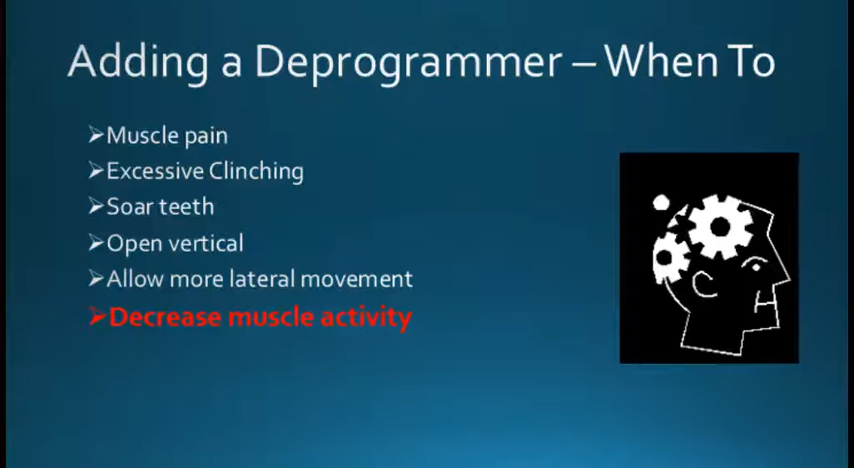 Adding a Deprogrammer – When To
➢Muscle pain
➢Excessive Clinching
➢Soar teeth
➢Open vertical
➢Allow more lateral movement
➢Decrease muscle activity